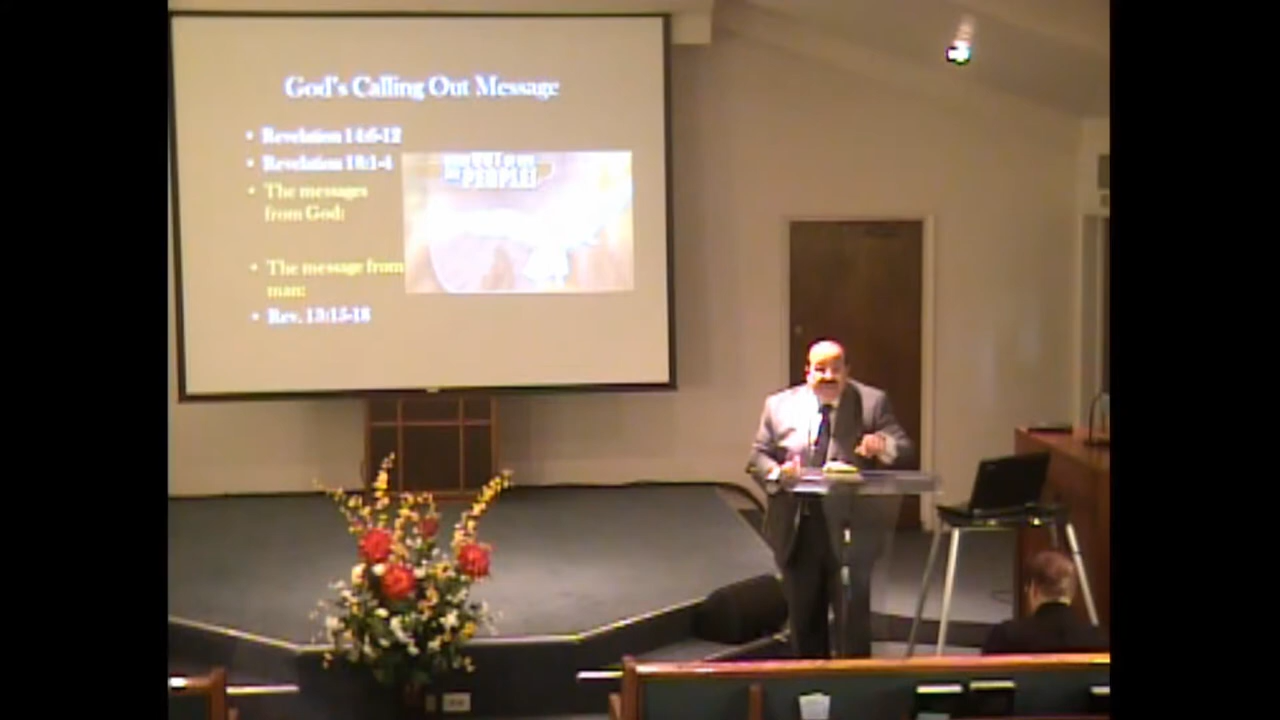 God's Calling Out Message
• Revelation 14:6-12
• Revelation 18:1-4
• The messages
from God:
• The message from
man:
• Rev. 13:15-18
PEOPLE!